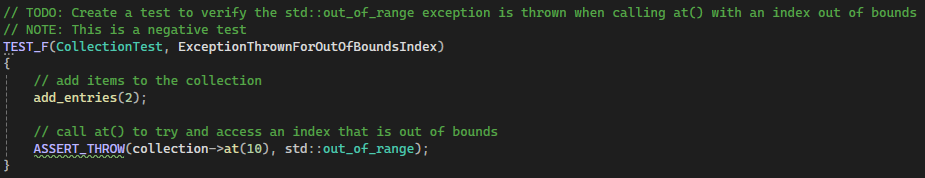 // TODO: Create a test to verify the std::out_of_range exception is thrown when calling at() with an index out of bounds
// NOTE: This is a negative test
TEST_F(CollectionTest, ExceptionThrownForOutOfBoundsIndex)
{
    // add items to the collection
    add_entries(2);

    // call at() to try and access an index that is out of bounds
    ASSERT_THROW(collection->at(10), std::out_of_range);
}